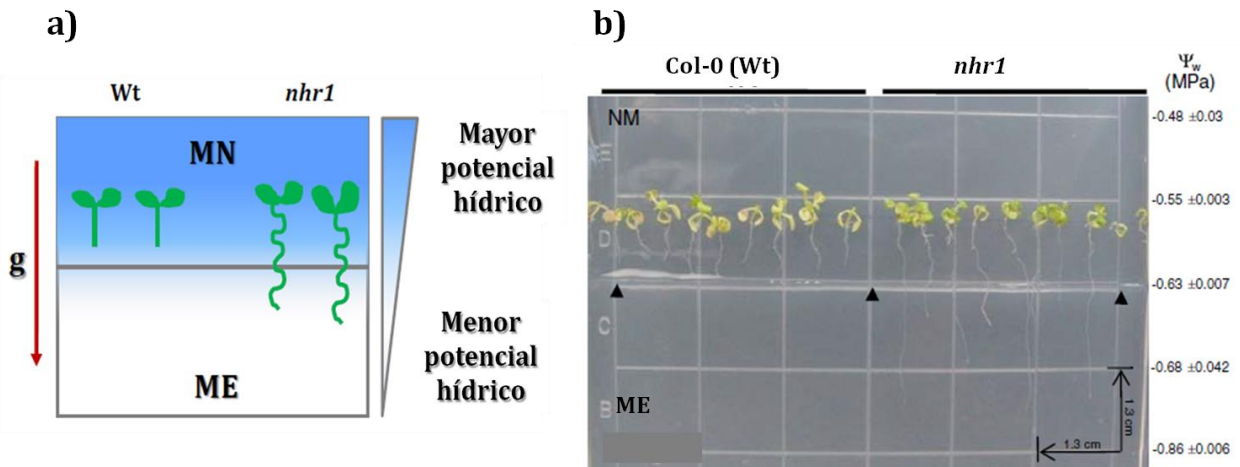 a)
Wt
nhr1
MN
g
ME
Mayor
potencial
hídrico
Menor
potencial
hídrico
b)
Col-0 (Wt)
nhr1
Ψw
(MPa)
NM
E
D
C
B
ME
-0.48 ±0.03
-0.55 ±0.003
-0.63 ±0.007
-0.68 ±0.042
-0.86 ±0.006
1.3 cm
1.3 cm